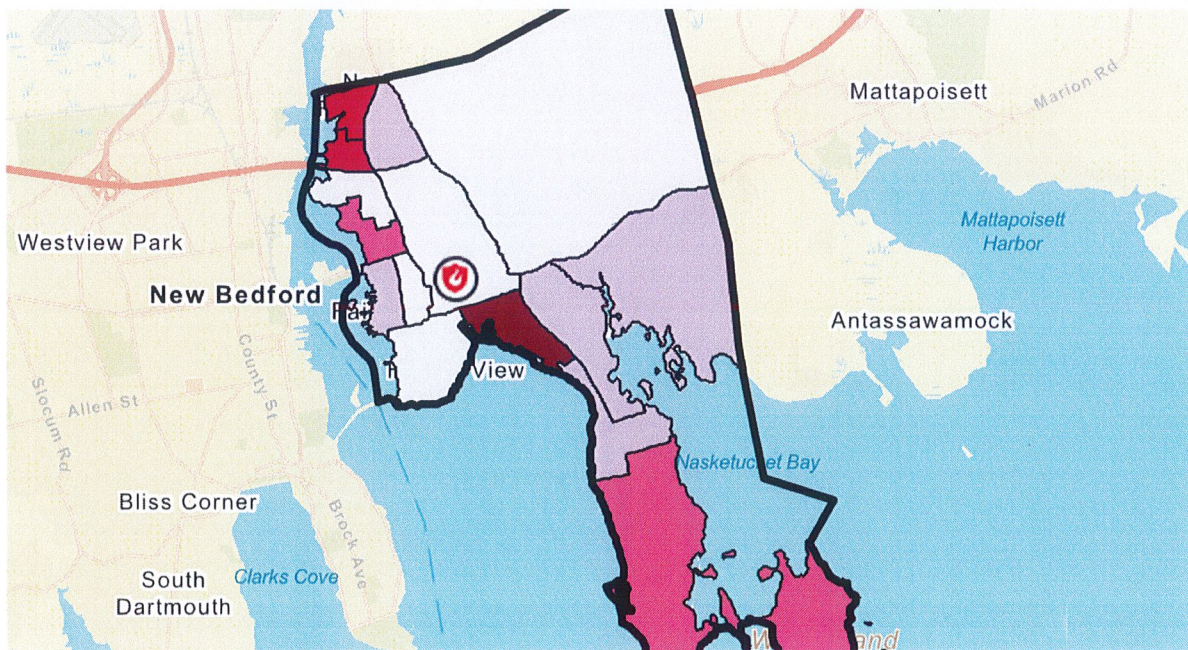 Mattapoisett
Marion Rd
Mattapoisett
Harbor
Westview Park
New Bedford
Antassawamock
View
County St
Allen St
Slocum Rd
Nasketucket Bay
Bliss Corner
Brock Ave
South
Dartmouth
Clarks Cove